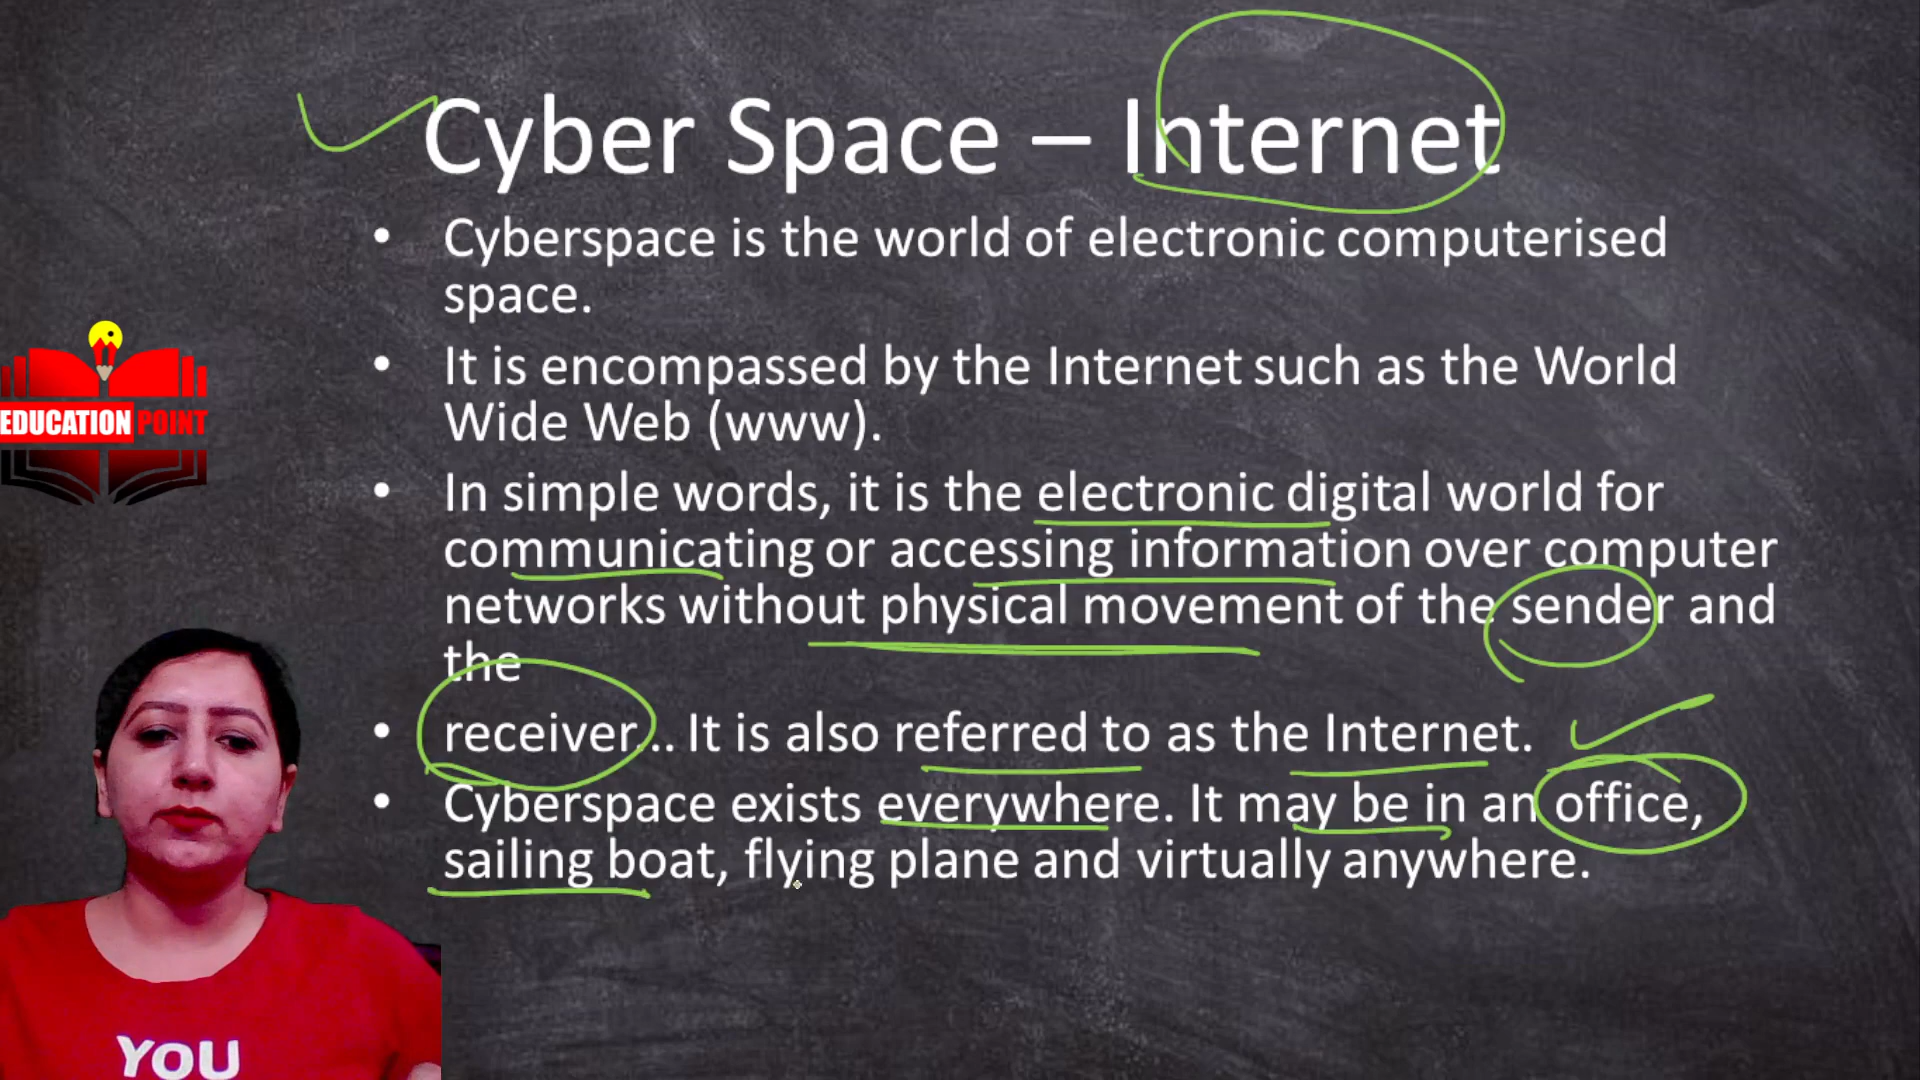 Cyber Space – Internet
• Cyberspace is the world of electronic computerised
space.
• It is encompassed by the Internet such as the World
Wide Web (www).
• In simple words, it is the electronic digital world for
communicating or accessing information over computer
networks without physical movement of the sender and
the
• receiver... It is also referred to as the Internet.
• Cyberspace exists everywhere. It may be in an office,
sailing boat, flying plane and virtually anywhere.
EDUCATION POINT
YOU